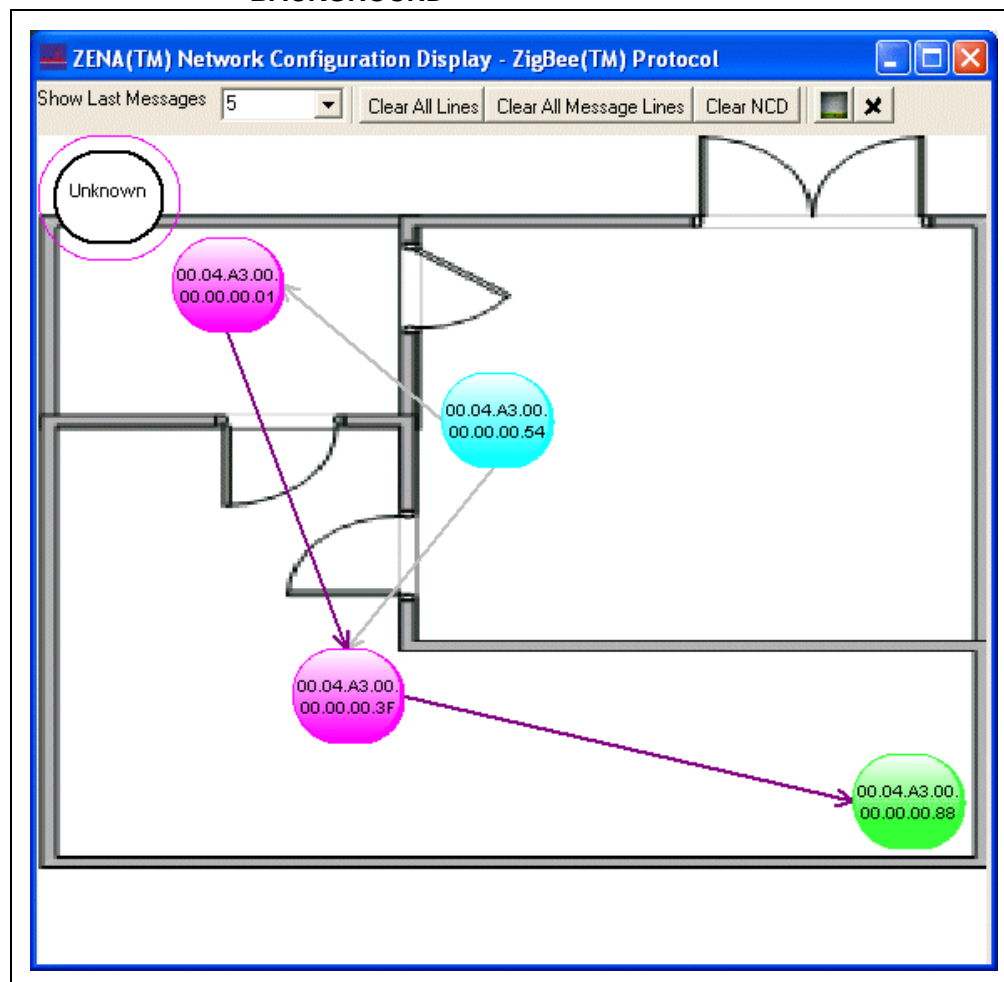 ZENA(TM) Network Configuration Display - ZigBee(TM) Protocol
Show Last Messages 5 Clear All Lines Clear All Message Lines Clear NCD
Unknown
00.04.A3.00.
00.00.00.01
00.04.A3.00.
00.00.00.54
00.04.A3.00.
00.00.00.3F
00.04.A3.00.
00.00.00.88